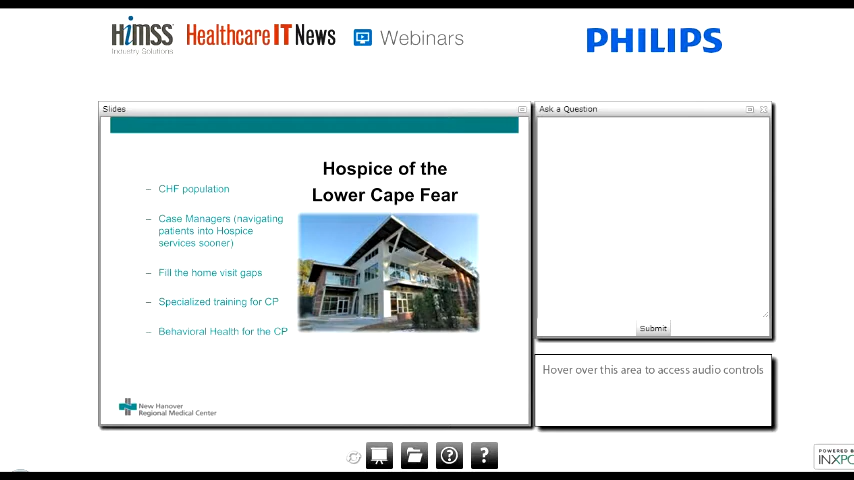 HiMSS
Industry Solutions
Healthcare IT News
Webinars
PHILIPS
Slides
Hospice of the
Lower Cape Fear
– CHF population
– Case Managers (navigating
patients into Hospice
services sooner)
– Fill the home visit gaps
– Specialized training for CP
– Behavioral Health for the CP
New Hanover
Regional Medical Center
Ask a Question
Submit
Hover over this area to access audio controls
?
?
POWERED B
INXPO